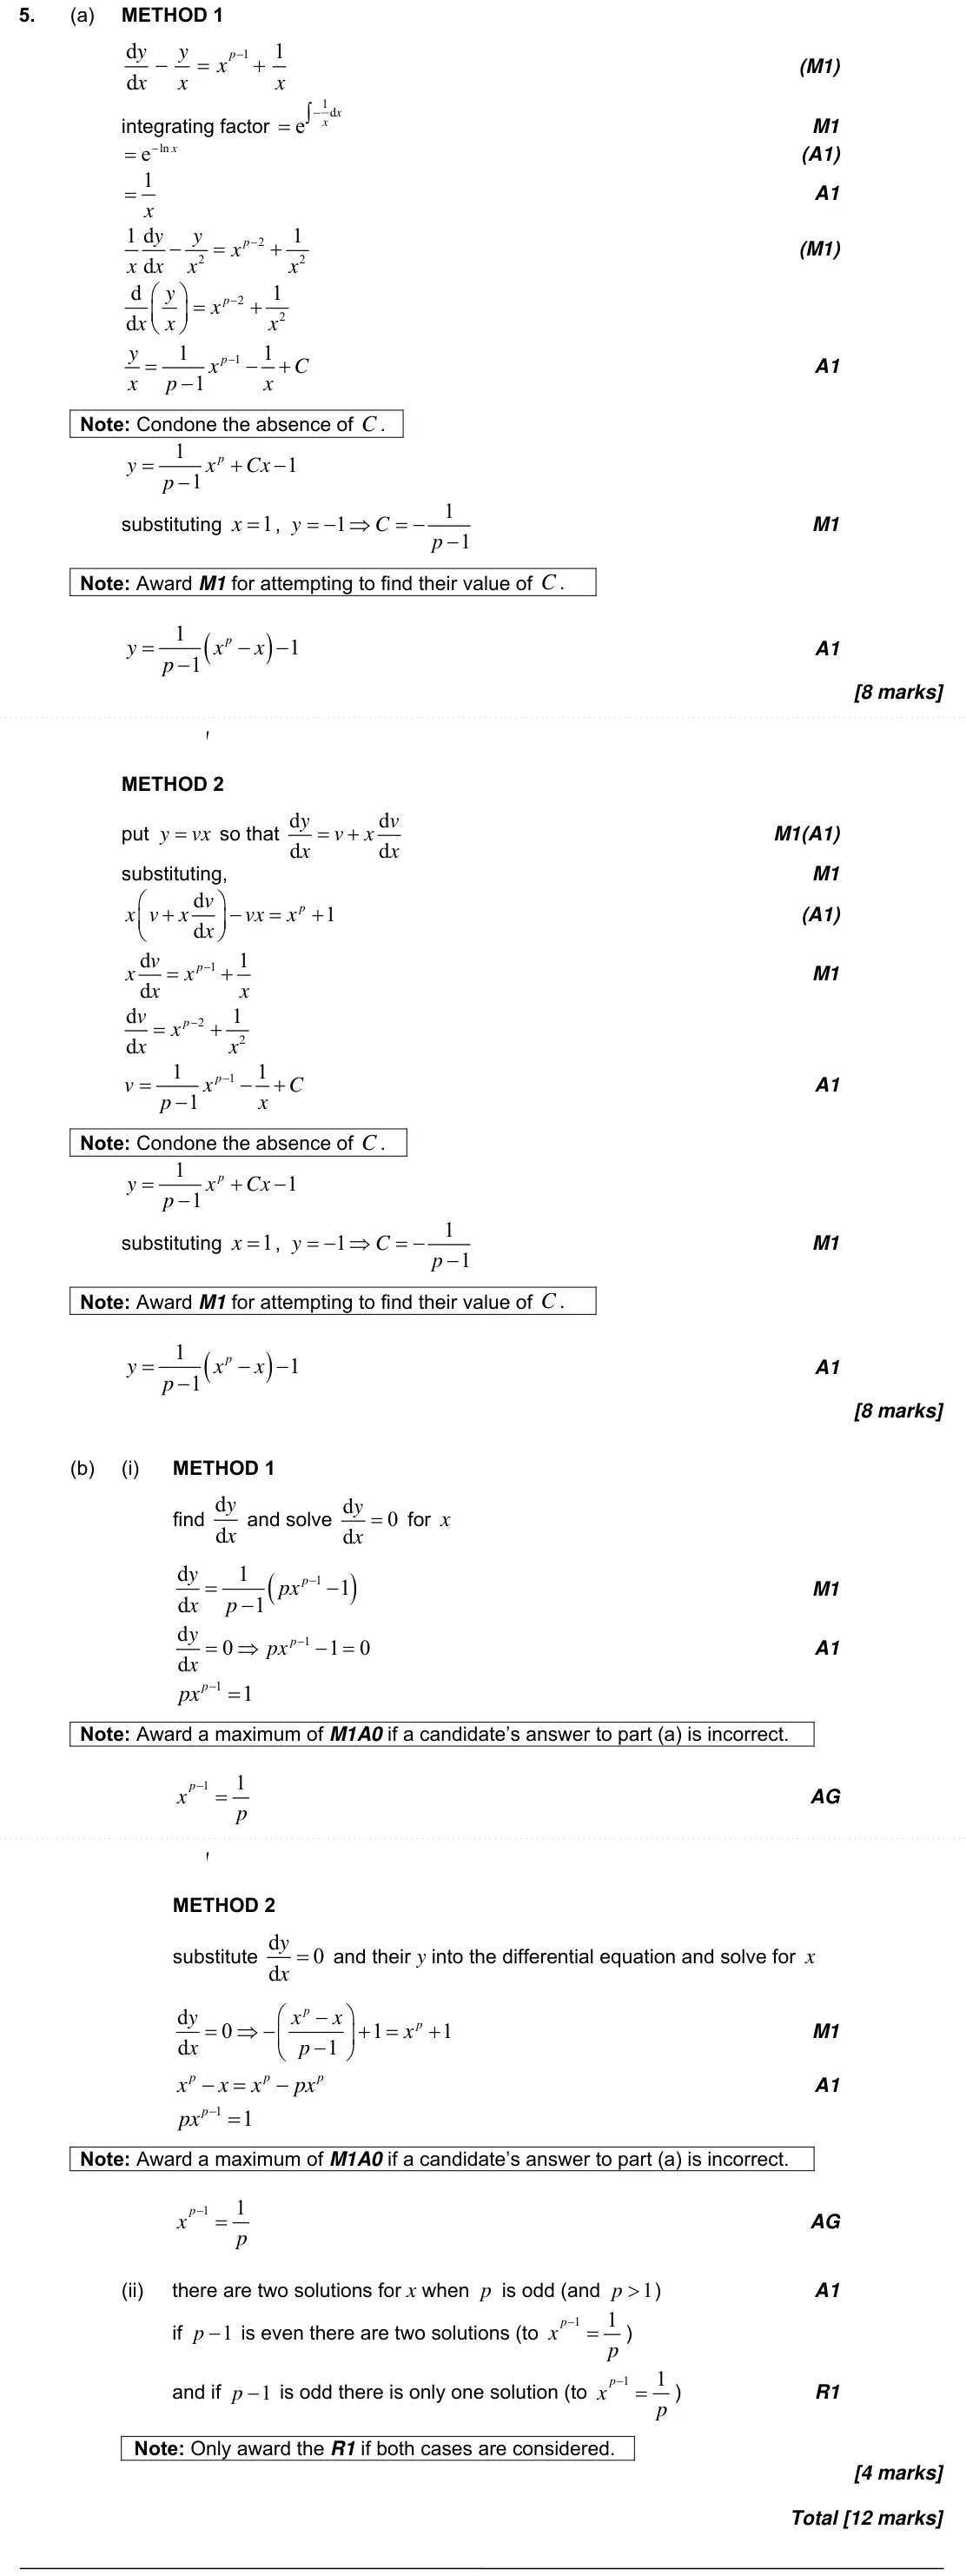 5. (a) METHOD 1
dy/dx − y/x = x^(p−1) + 1/x (M1)
integrating factor = e^(∫−(1/x)dx) M1
= e^(−ln x) (A1)
= 1/x A1
(1/x)(dy/dx) − y/x² = x^(p−2) + 1/x² (M1)
d/dx (y/x) = x^(p−2) + 1/x²
y/x = 1/(p−1) x^(p−1) − 1/x + C A1
Note: Condone the absence of C.
y = 1/(p−1) x^p + Cx − 1
substituting x = 1, y = −1 ⇒ C = −1/(p−1) M1
Note: Award M1 for attempting to find their value of C.
y = 1/(p−1) (x^p − x) − 1 A1
[8 marks]
METHOD 2
put y = vx so that dy/dx = v + x dv/dx M1(A1)
substituting, M1
x(v + x dv/dx) − vx = x^p + 1 (A1)
x dv/dx = x^(p−1) + 1/x M1
dv/dx = x^(p−2) + 1/x²
v = 1/(p−1) x^(p−1) − 1/x + C A1
Note: Condone the absence of C.
y = 1/(p−1) x^p + Cx − 1
substituting x = 1, y = −1 ⇒ C = −1/(p−1) M1
Note: Award M1 for attempting to find their value of C.
y = 1/(p−1) (x^p − x) − 1 A1
[8 marks]
(b) (i) METHOD 1
find dy/dx and solve dy/dx = 0 for x
dy/dx = 1/(p−1) (px^(p−1) − 1) M1
dy/dx = 0 ⇒ px^(p−1) − 1 = 0 A1
px^(p−1) = 1
Note: Award a maximum of M1A0 if a candidate's answer to part (a) is incorrect.
x^(p−1) = 1/p AG
METHOD 2
substitute dy/dx = 0 and their y into the differential equation and solve for x
dy/dx = 0 ⇒ −((x^p − x)/(p−1)) + 1 = x^p + 1 M1
x^p − x = x^p − px^p A1
px^(p−1) = 1
Note: Award a maximum of M1A0 if a candidate's answer to part (a) is incorrect.
x^(p−1) = 1/p AG
(ii) there are two solutions for x when p is odd (and p > 1) A1
if p − 1 is even there are two solutions (to x^(p−1) = 1/p)
and if p − 1 is odd there is only one solution (to x^(p−1) = 1/p) R1
Note: Only award the R1 if both cases are considered.
[4 marks]
Total [12 marks]